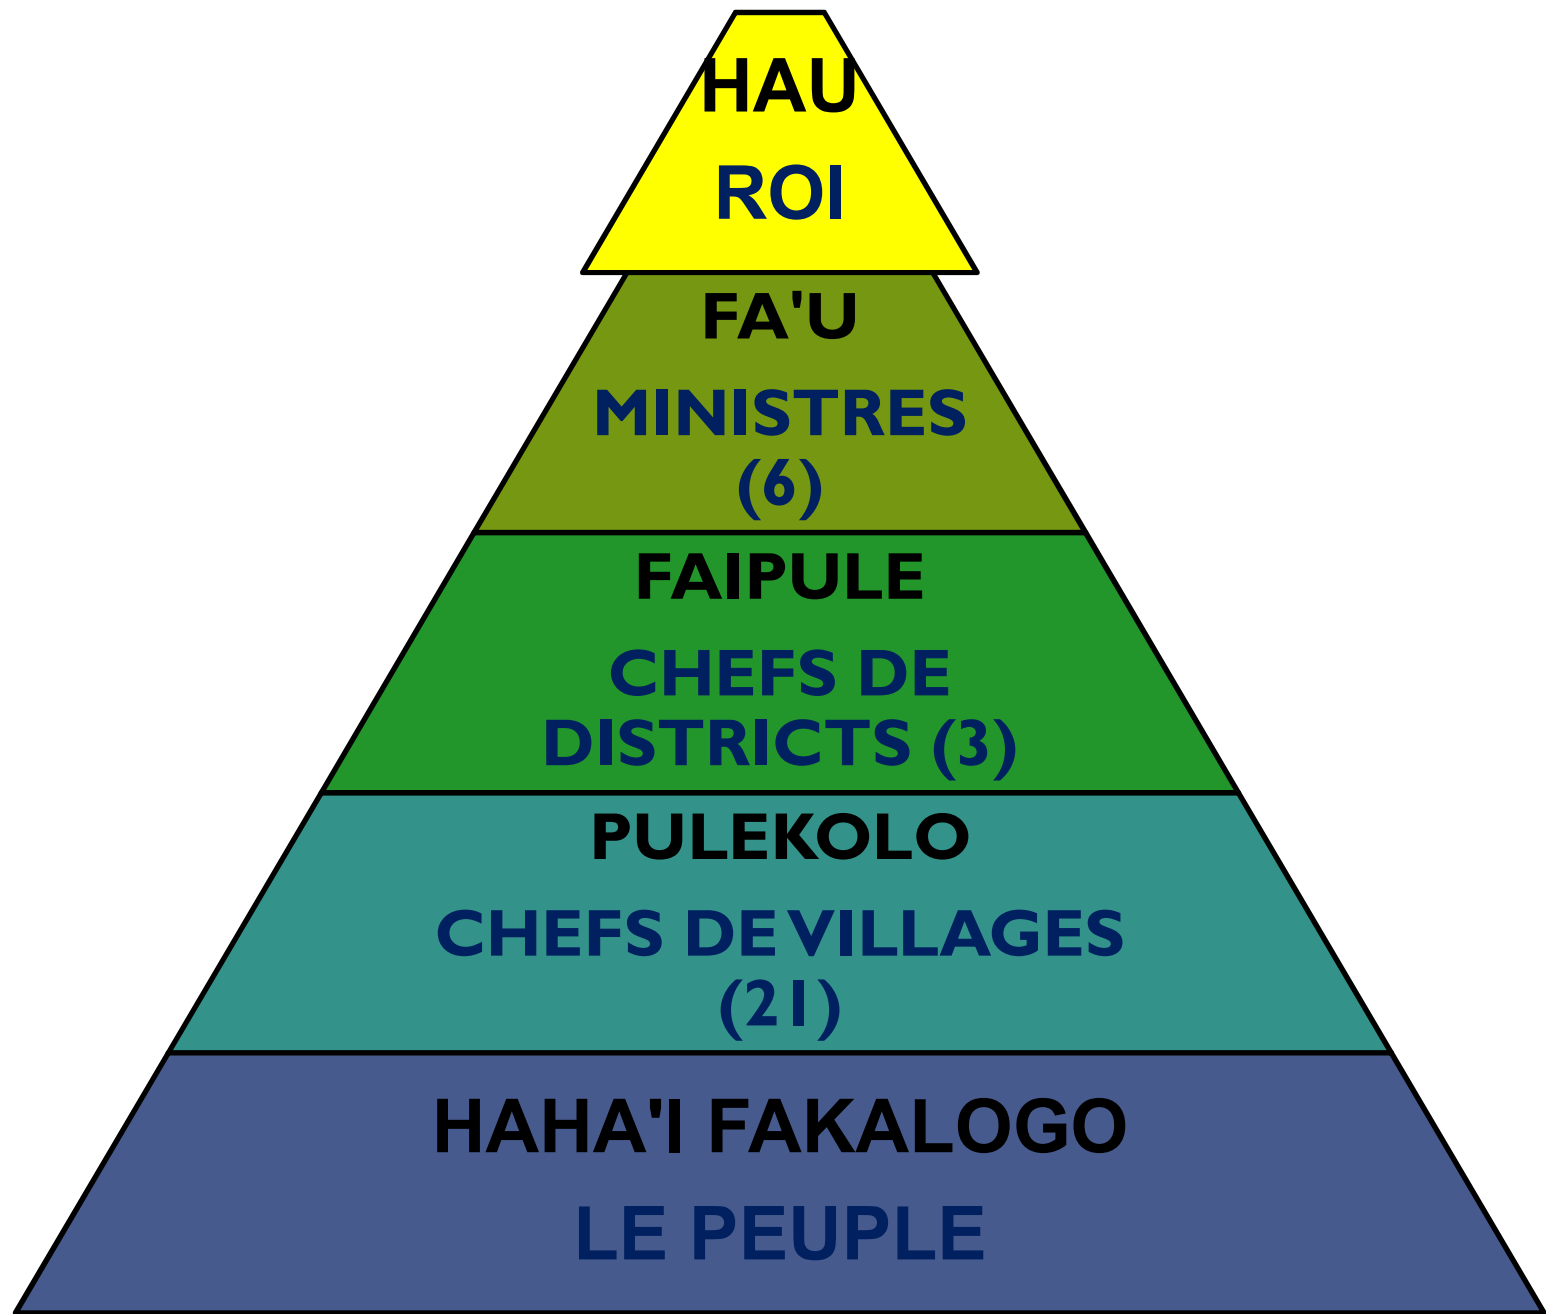 HAU
ROI
FA'U
MINISTRES
(6)
FAIPULE
CHEFS DE
DISTRICTS (3)
PULEKOLO
CHEFS DE VILLAGES
(21)
HAHA'I FAKALOGO
LE PEUPLE